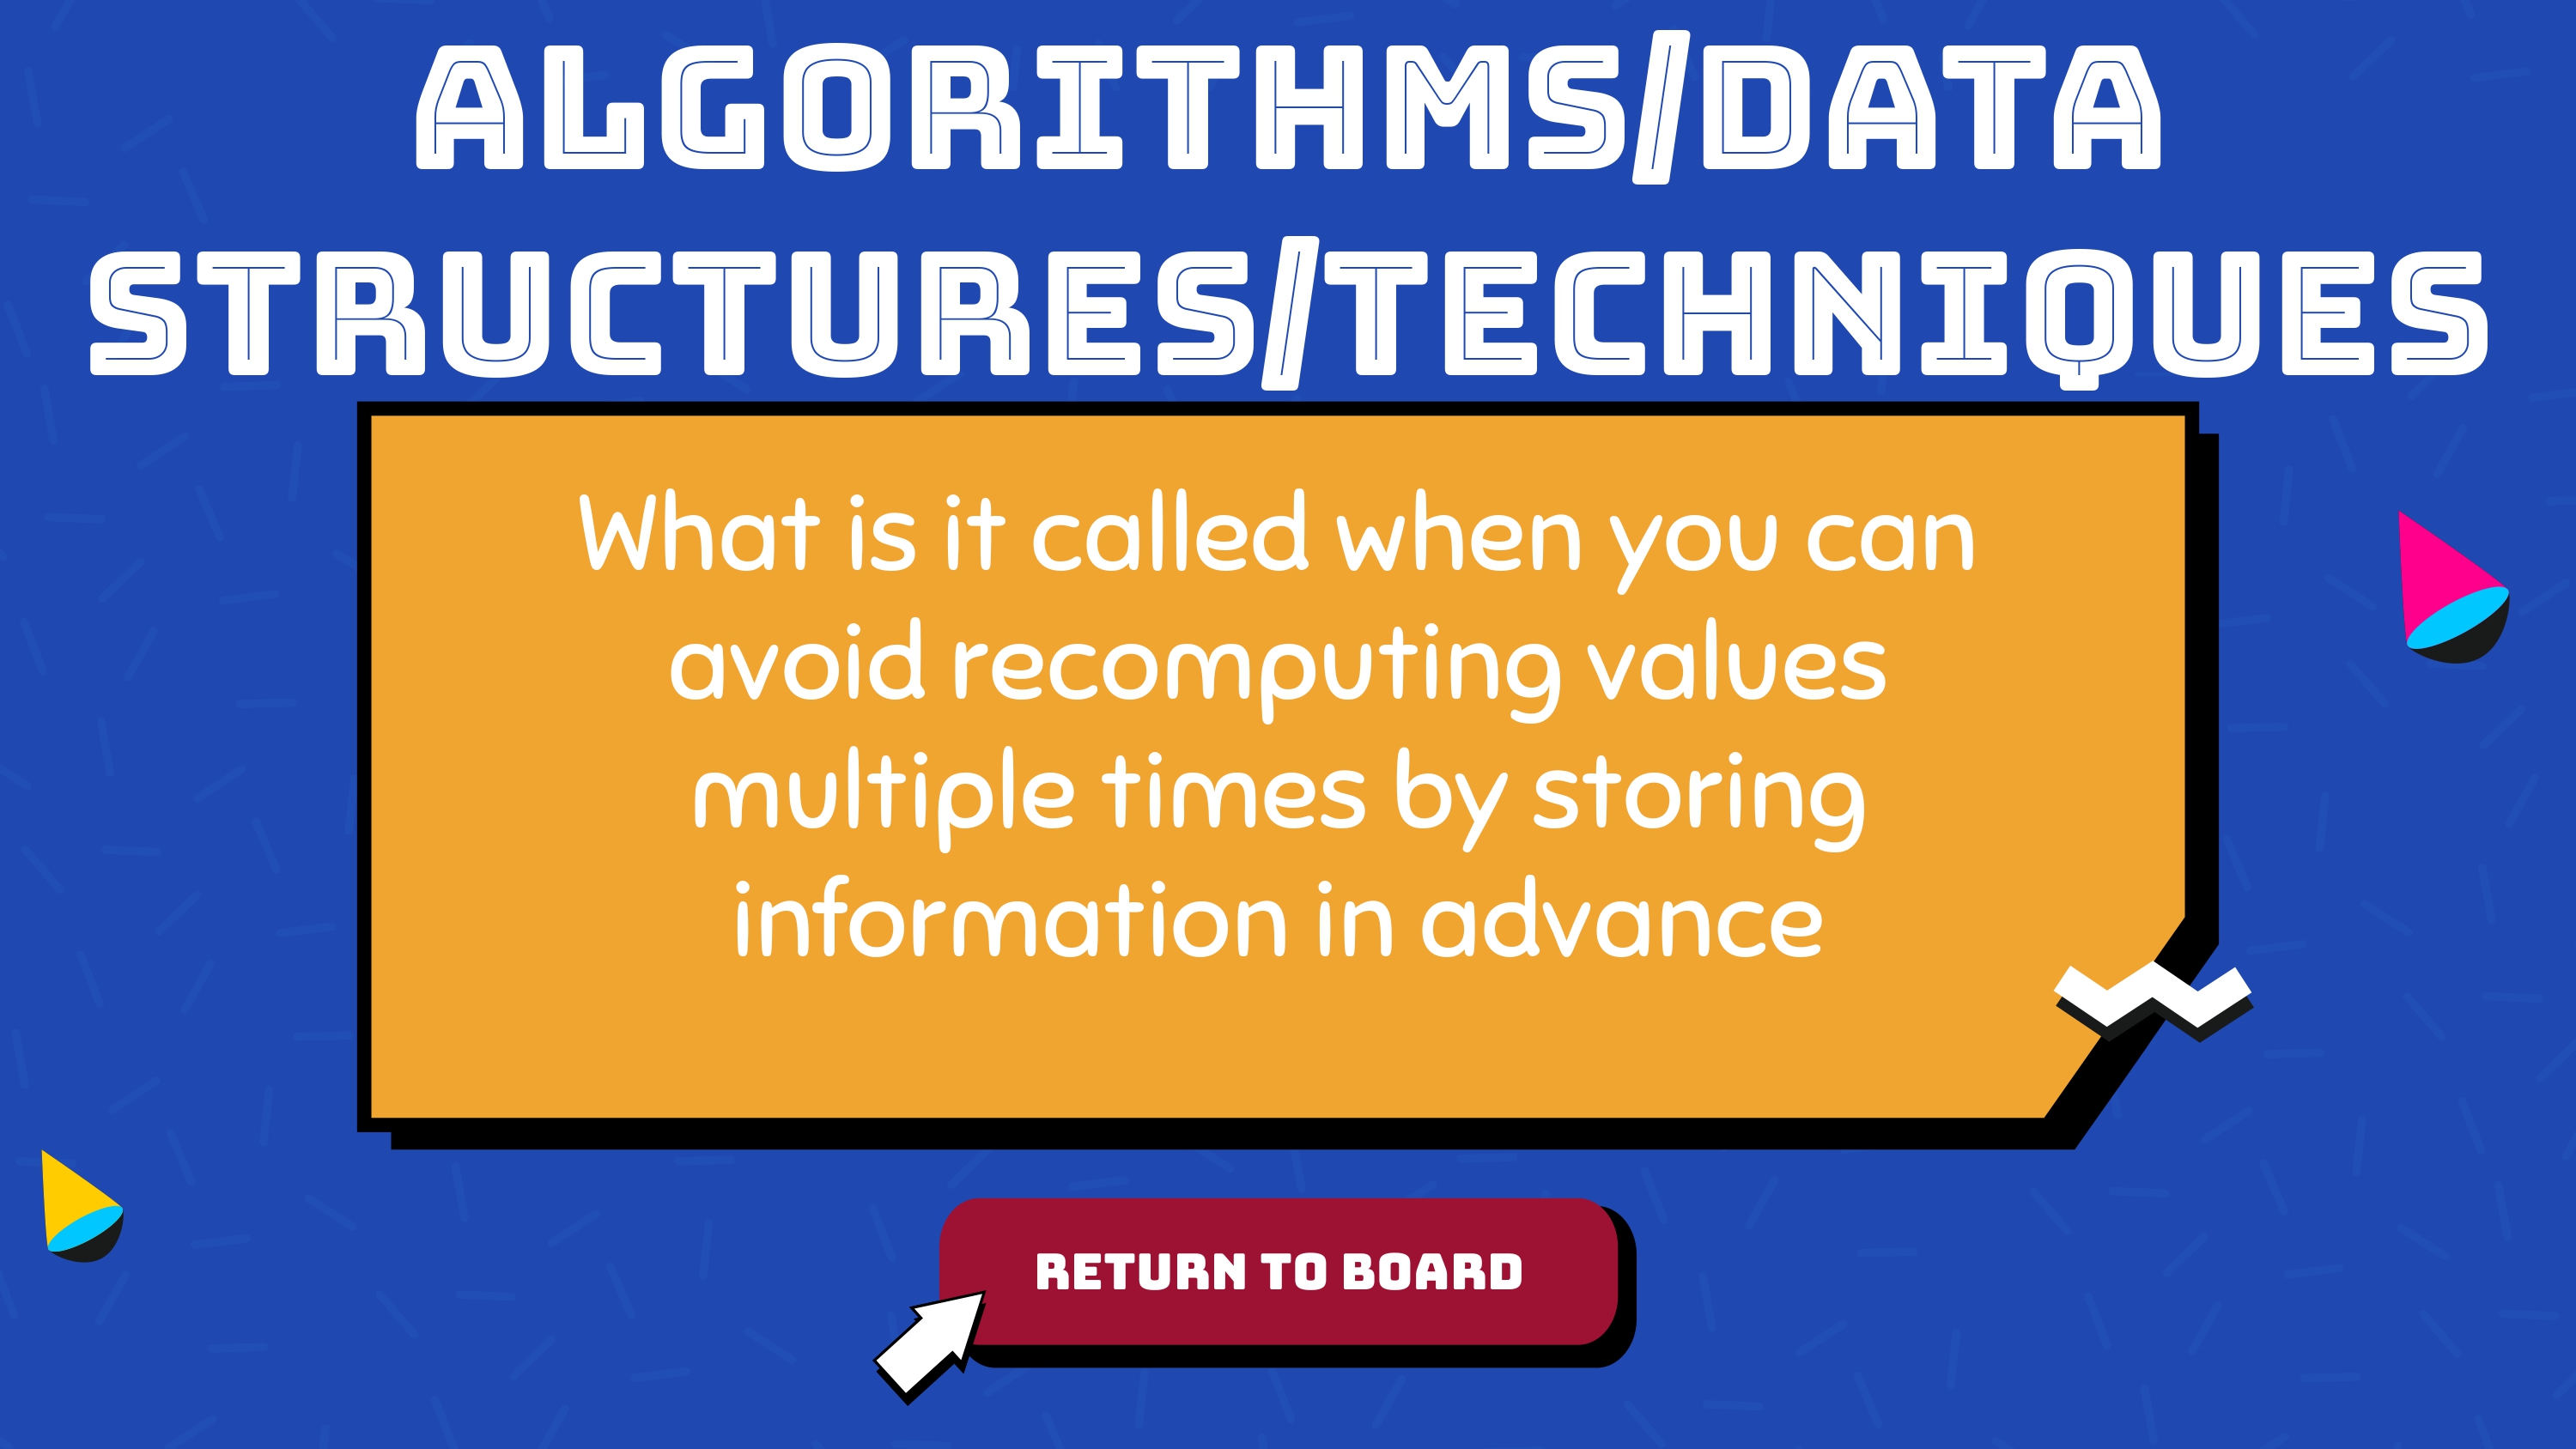 ALGORITHMS/DATA
STRUCTURES/TECHNIQUES
What is it called when you can
avoid recomputing values
multiple times by storing
information in advance
RETURN TO BOARD